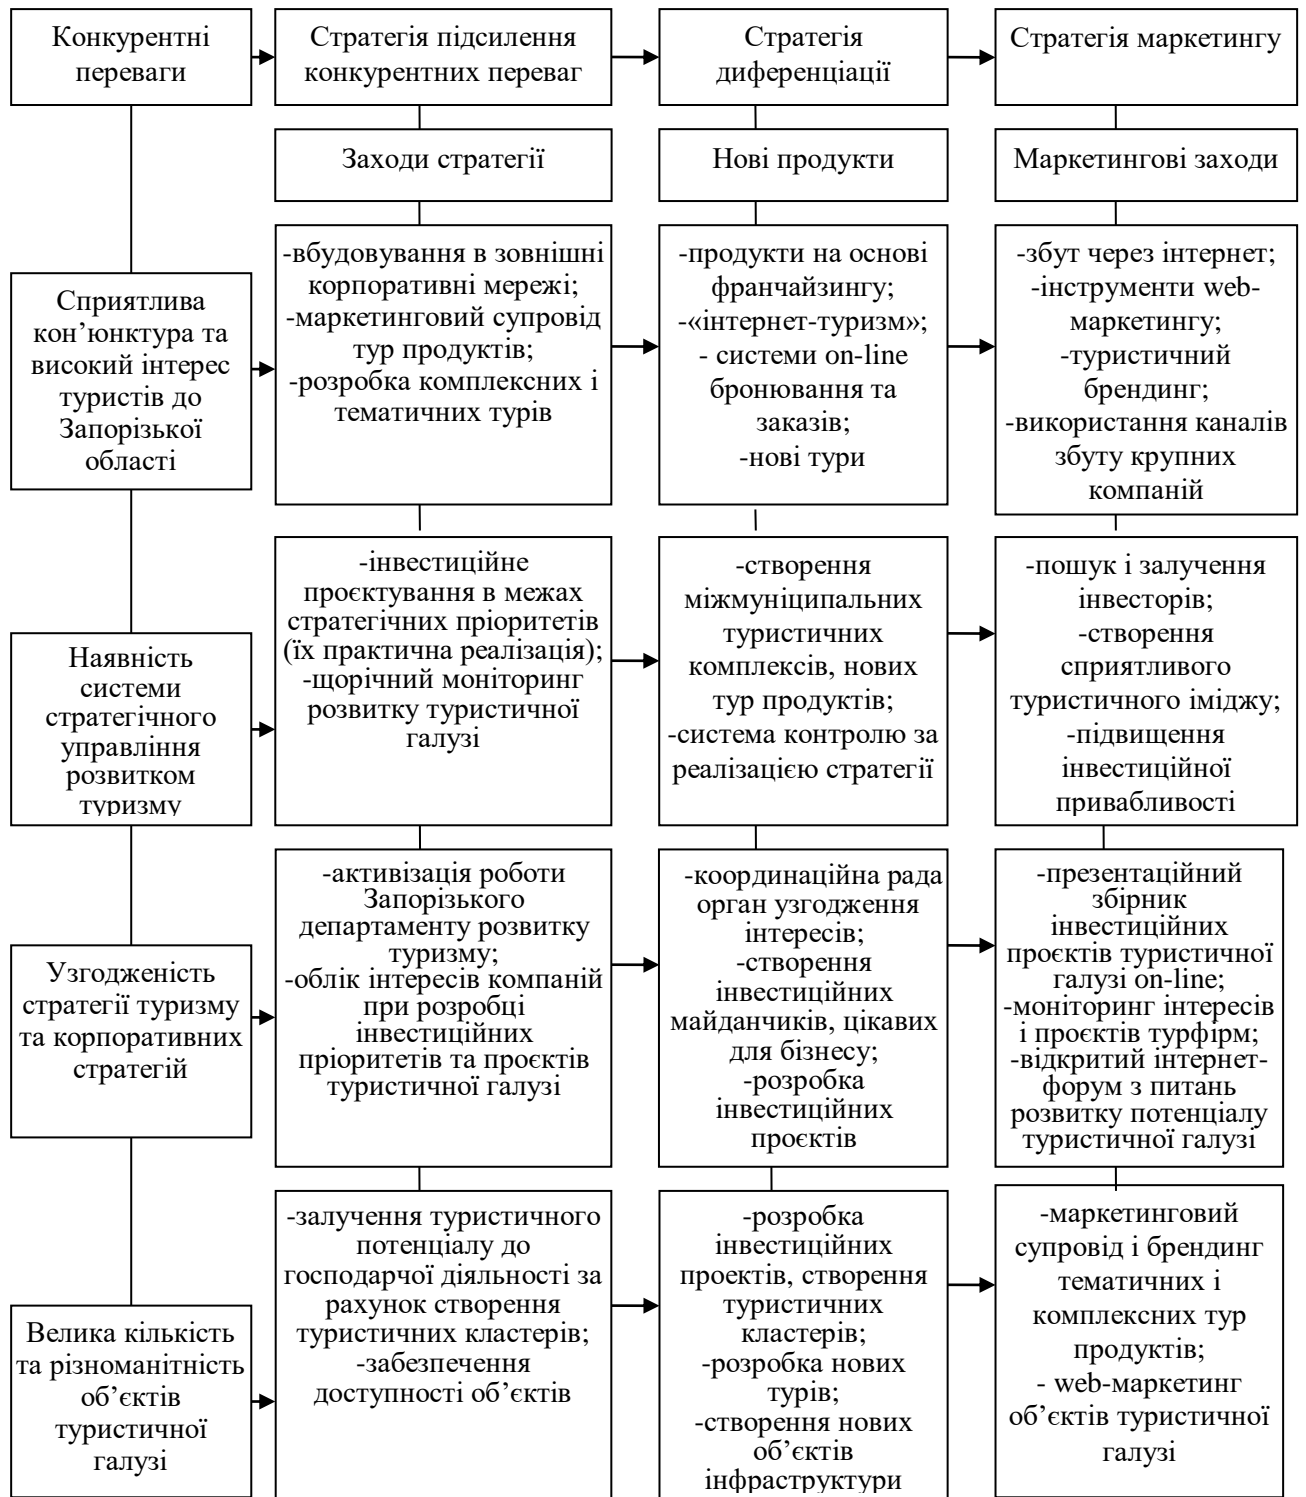 Конкурентні
переваги
Стратегія підсилення
конкурентних переваг
Стратегія
диференціації
Стратегія маркетингу
Заходи стратегії
Нові продукти
Маркетингові заходи
Сприятлива
кон’юнктура та
високий інтерес
туристів до
Запорізької
області
-вбудовування в зовнішні
корпоративні мережі;
-маркетинговий супровід
тур продуктів;
-розробка комплексних і
тематичних турів
-продукти на основі
франчайзингу;
-«інтернет-туризм»;
- системи on-line
бронювання та
заказів;
-нові тури
-збут через інтернет;
-інструменти web-
маркетингу;
-туристичний
брендинг;
-використання каналів
збуту крупних
компаній
Наявність
системи
стратегічного
управління
розвитком
туризму
-інвестиційне
проєктування в межах
стратегічних пріоритетів
(їх практична реалізація);
-щорічний моніторинг
розвитку туристичної
галузі
-створення
міжмуніципальних
туристичних
комплексів, нових
тур продуктів;
-система контролю за
реалізацією стратегії
-пошук і залучення
інвесторів;
-створення
сприятливого
туристичного іміджу;
-підвищення
інвестиційної
привабливості
Узгодженість
стратегії туризму
та корпоративних
стратегій
-активізація роботи
Запорізького
департаменту розвитку
туризму;
-облік інтересів компаній
при розробці
інвестиційних
пріоритетів та проєктів
туристичної галузі
-координаційна рада
орган узгодження
інтересів;
-створення
інвестиційних
майданчиків, цікавих
для бізнесу;
-розробка
інвестиційних
проєктів
-презентаційний
збірник
інвестиційних
проєктів туристичної
галузі on-line;
-моніторинг інтересів
і проєктів турфірм;
-відкритий інтернет-
форум з питань
розвитку потенціалу
туристичної галузі
Велика кількість
та різноманітність
об’єктів
туристичної
галузі
-залучення туристичного
потенціалу до
господарчої діяльності за
рахунок створення
туристичних кластерів;
-забезпечення
доступності об’єктів
-розробка
інвестиційних
проектів, створення
туристичних
кластерів;
-розробка нових
турів;
-створення нових
об’єктів
інфраструктури
-маркетинговий
супровід і брендинг
тематичних і
комплексних тур
продуктів;
- web-маркетинг
об’єктів туристичної
галузі